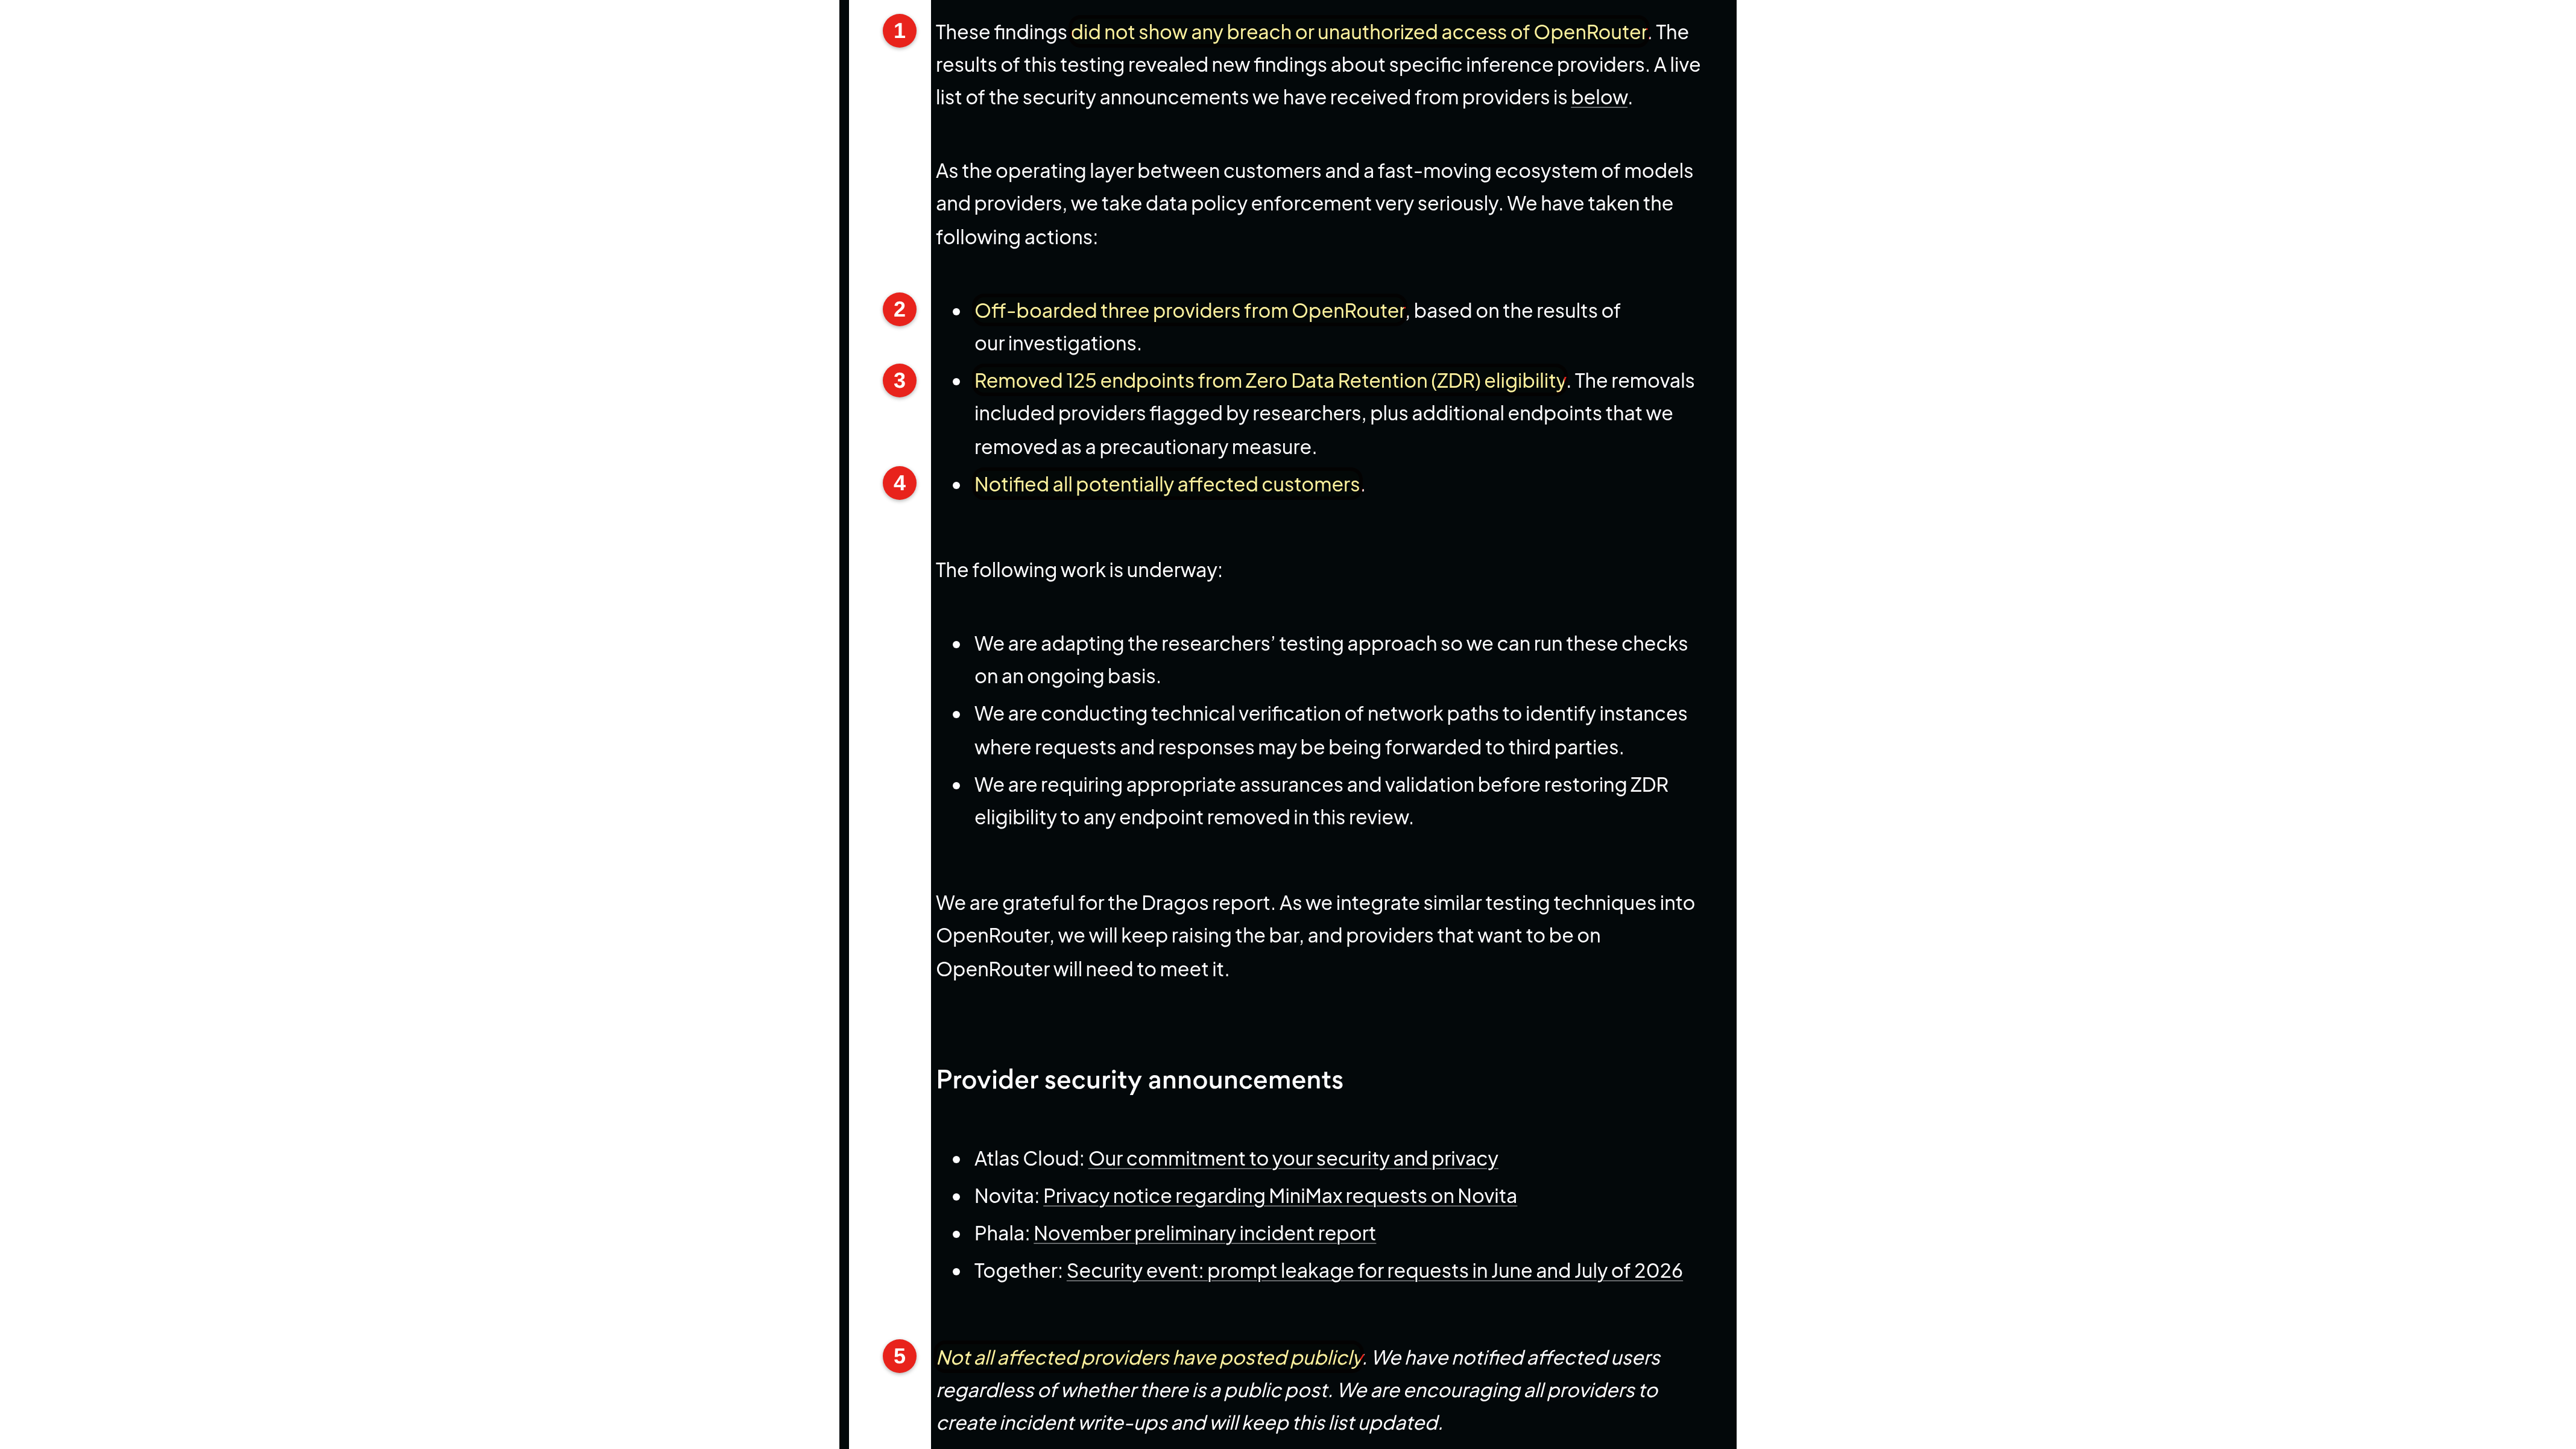 1 These findings did not show any breach or unauthorized access of OpenRouter. The
results of this testing revealed new findings about specific inference providers. A live
list of the security announcements we have received from providers is below.
As the operating layer between customers and a fast-moving ecosystem of models
and providers, we take data policy enforcement very seriously. We have taken the
following actions:
2 • Off-boarded three providers from OpenRouter, based on the results of
our investigations.
3 • Removed 125 endpoints from Zero Data Retention (ZDR) eligibility. The removals
included providers flagged by researchers, plus additional endpoints that we
removed as a precautionary measure.
4 • Notified all potentially affected customers.
The following work is underway:
• We are adapting the researchers’ testing approach so we can run these checks
on an ongoing basis.
• We are conducting technical verification of network paths to identify instances
where requests and responses may be being forwarded to third parties.
• We are requiring appropriate assurances and validation before restoring ZDR
eligibility to any endpoint removed in this review.
We are grateful for the Dragos report. As we integrate similar testing techniques into
OpenRouter, we will keep raising the bar, and providers that want to be on
OpenRouter will need to meet it.
Provider security announcements
• Atlas Cloud: Our commitment to your security and privacy
• Novita: Privacy notice regarding MiniMax requests on Novita
• Phala: November preliminary incident report
• Together: Security event: prompt leakage for requests in June and July of 2026
5 Not all affected providers have posted publicly. We have notified affected users
regardless of whether there is a public post. We are encouraging all providers to
create incident write-ups and will keep this list updated.